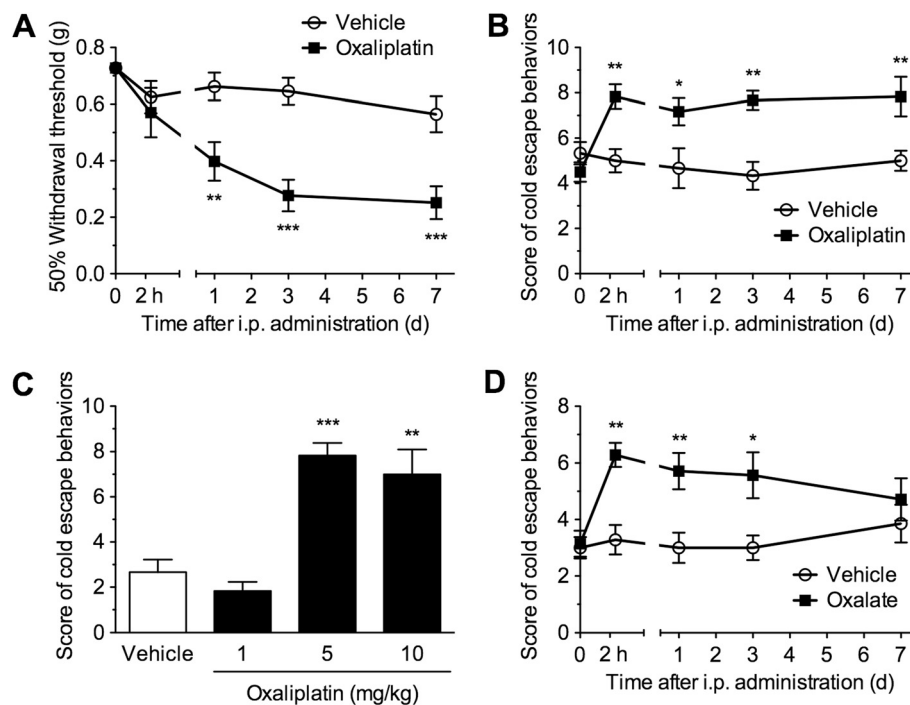 A
Vehicle
Oxaliplatin
50% Withdrawal threshold (g)
0.8
0.6
0.4
0.2
0.0
** *** ***
0 2 h 1 2 3 4 5 6 7
Time after i.p. administration (d)
B
Score of cold escape behaviors
10
8
6
4
2
0
** * ** **
Vehicle
Oxaliplatin
0 2 h 1 2 3 4 5 6 7
Time after i.p. administration (d)
C
Score of cold escape behaviors
10
8
6
4
2
0
*** **
Vehicle 1 5 10
Oxaliplatin (mg/kg)
D
Score of cold escape behaviors
8
6
4
2
0
** ** *
Vehicle
Oxalate
0 2 h 1 2 3 4 5 6 7
Time after i.p. administration (d)